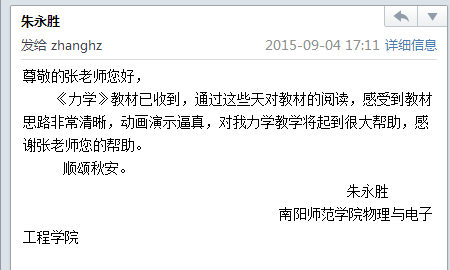 朱永胜
发给 zhanghz 2015-09-04 17:11 详细信息
尊敬的张老师您好，
《力学》教材已收到，通过这些天对教材的阅读，感受到教材
思路非常清晰，动画演示逼真，对我力学教学将起到很大帮助，感
谢张老师您的帮助。
顺颂秋安。
朱永胜
南阳师范学院物理与电子
工程学院